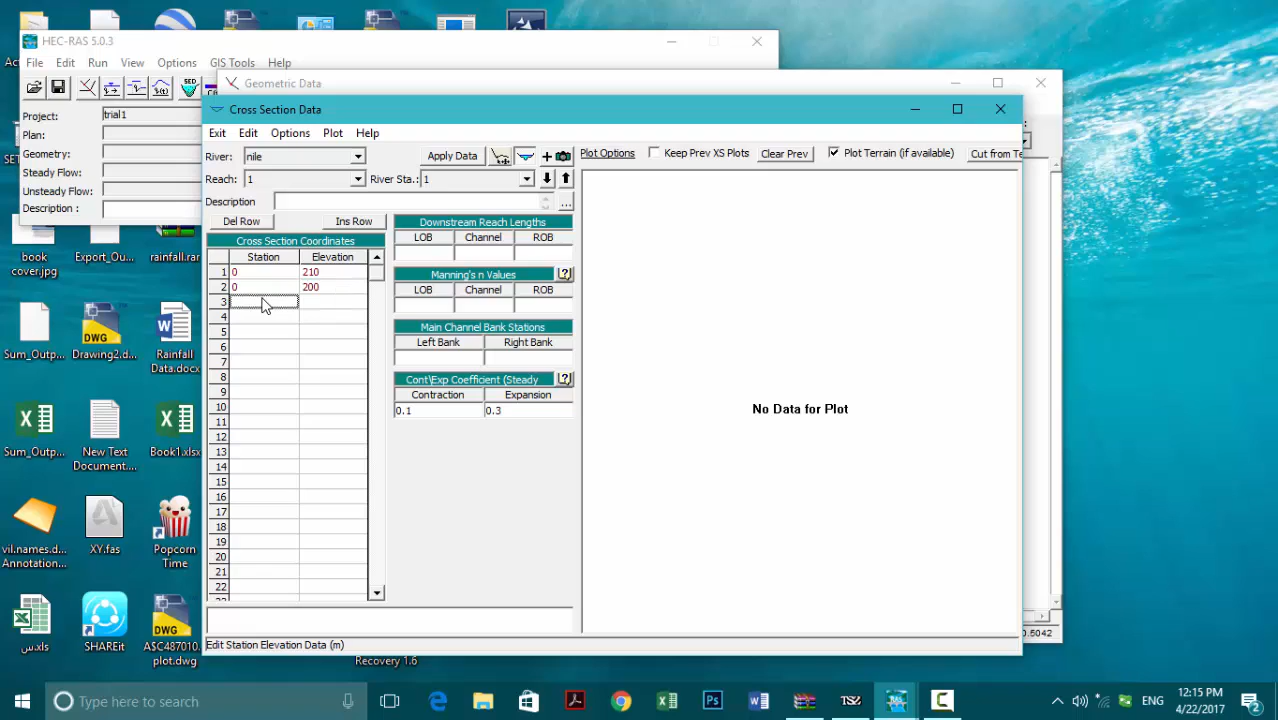 HEC-RAS 5.0.3
File Edit Run View Options GIS Tools Help
Project: trial1
Plan:
Geometry:
Steady Flow:
Unsteady Flow:
Description :
Geometric Data
Cross Section Data
Exit Edit Options Plot Help
River: nile Apply Data
Reach: 1 River Sta.: 1
Description ...
Plot Options Keep Prev XS Plots Clear Prev Plot Terrain (if available) Cut from Te
Del Row Ins Row
Cross Section Coordinates
Station Elevation
1 0 210
2 0 200
3
4
5
6
7
8
9
10
11
12
13
14
15
16
17
18
19
20
21
22
Downstream Reach Lengths
LOB Channel ROB
Manning's n Values
LOB Channel ROB
Main Channel Bank Stations
Left Bank Right Bank
Cont\Exp Coefficient (Steady
Contraction Expansion
0.1 0.3
No Data for Plot
Edit Station Elevation Data (m)
book cover.jpg
Export_Ou...
rainfall.rar
Sum_Outp...
DWG
Drawing2.d...
Rainfall Data.docx
Sum_Outp...
New Text Document....
Book1.xlsx
vil.names.d... Annotation...
XY.fas
Popcorn Time
س.xls
SHAREit
DWG
A$C487010. plot.dwg
Recovery 1.6
Type here to search
ENG
12:15 PM
4/22/2017
2